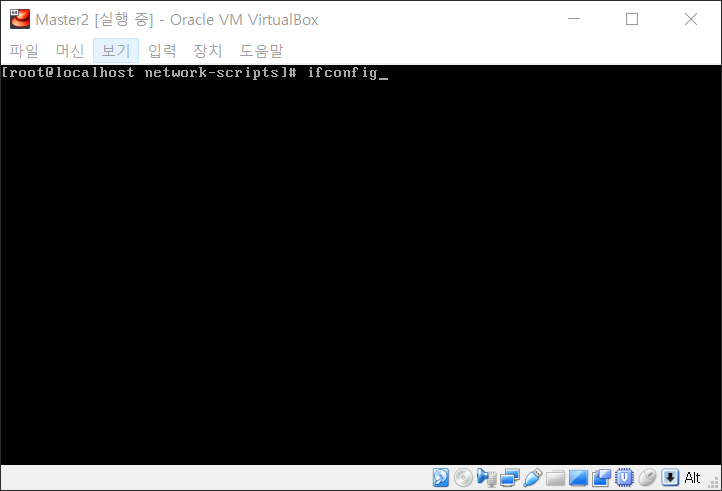 Master2 [실행 중] - Oracle VM VirtualBox
파일 머신 보기 입력 장치 도움말
[root@localhost network-scripts]# ifconfig_
Alt